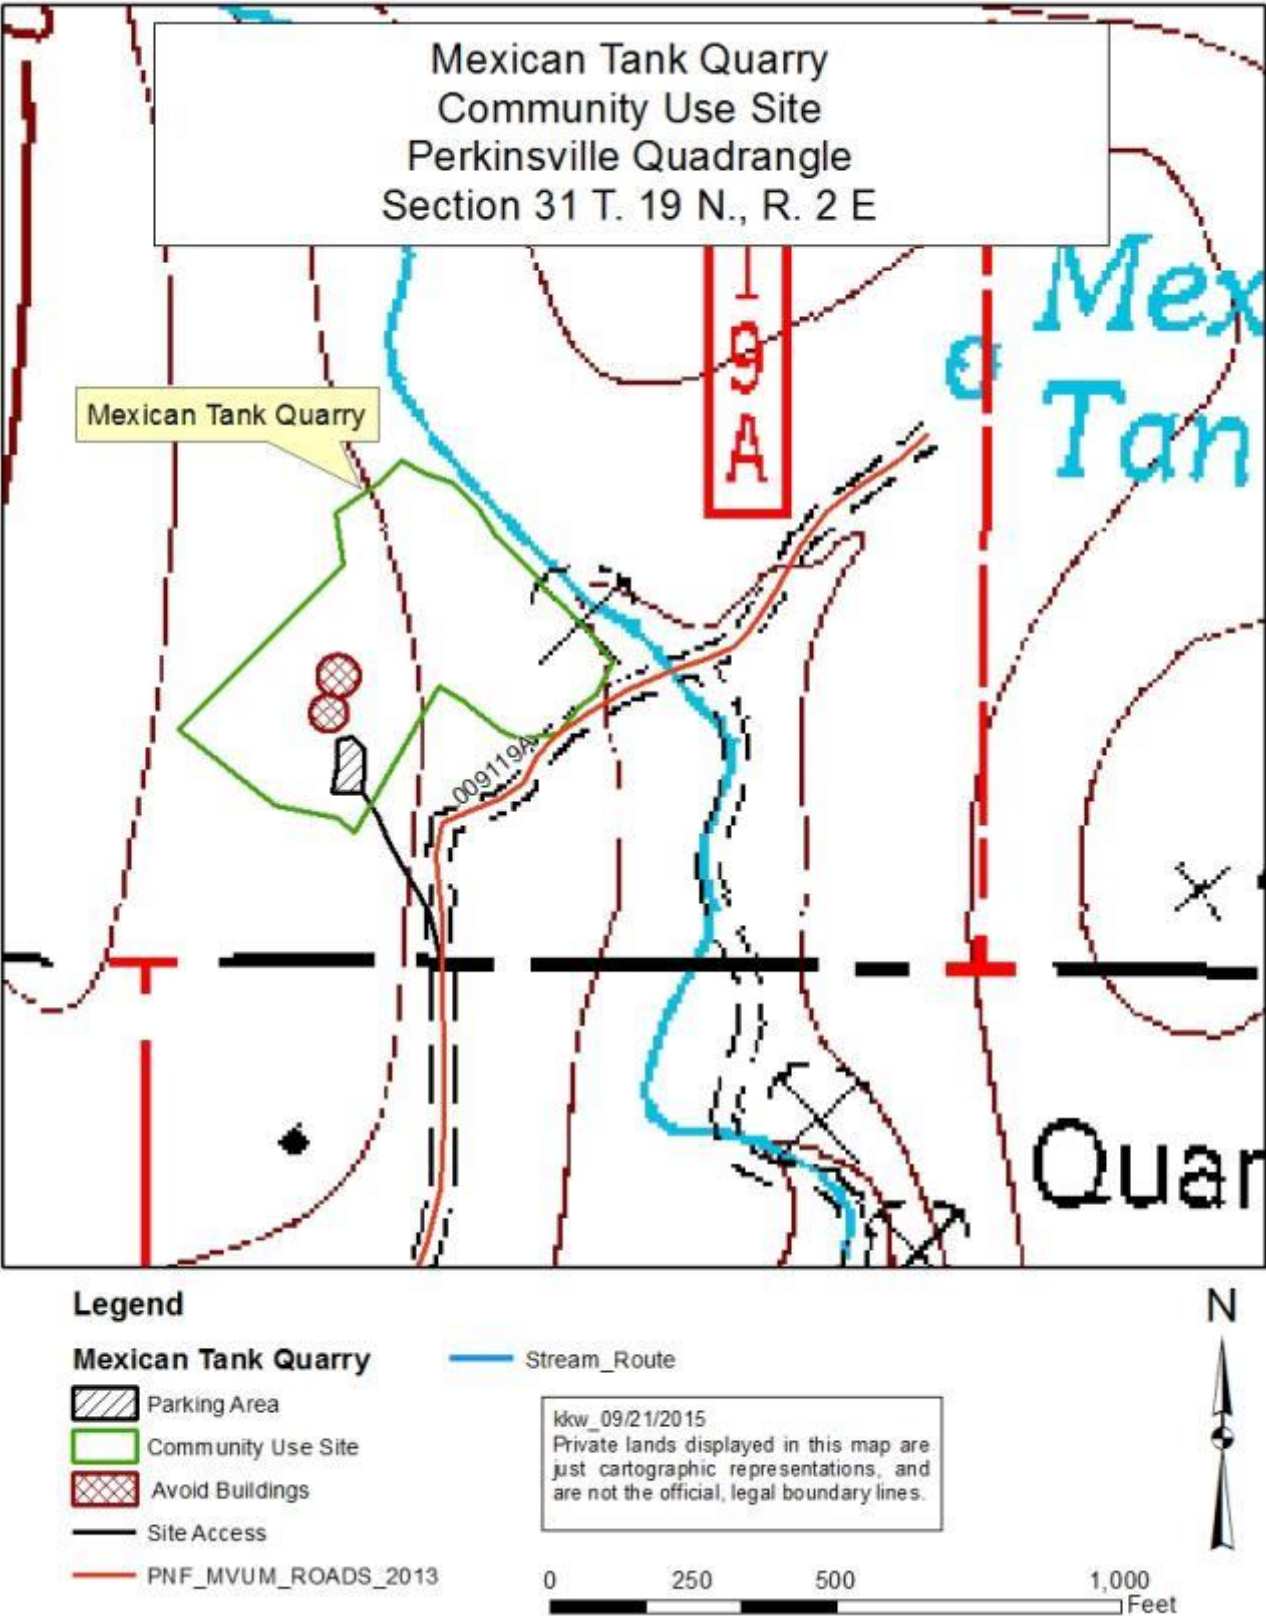 Mexican Tank Quarry
Community Use Site
Perkinsville Quadrangle
Section 31 T. 19 N., R. 2 E
Mex
19A
Tan
Mexican Tank Quarry
009119A
Quar
Legend
N
Mexican Tank Quarry
Stream_Route
Parking Area
Community Use Site
Avoid Buildings
Site Access
PNF_MVUM_ROADS_2013
kkw_09/21/2015
Private lands displayed in this map are
just cartographic representations, and
are not the official, legal boundary lines.
0 250 500 1,000
Feet